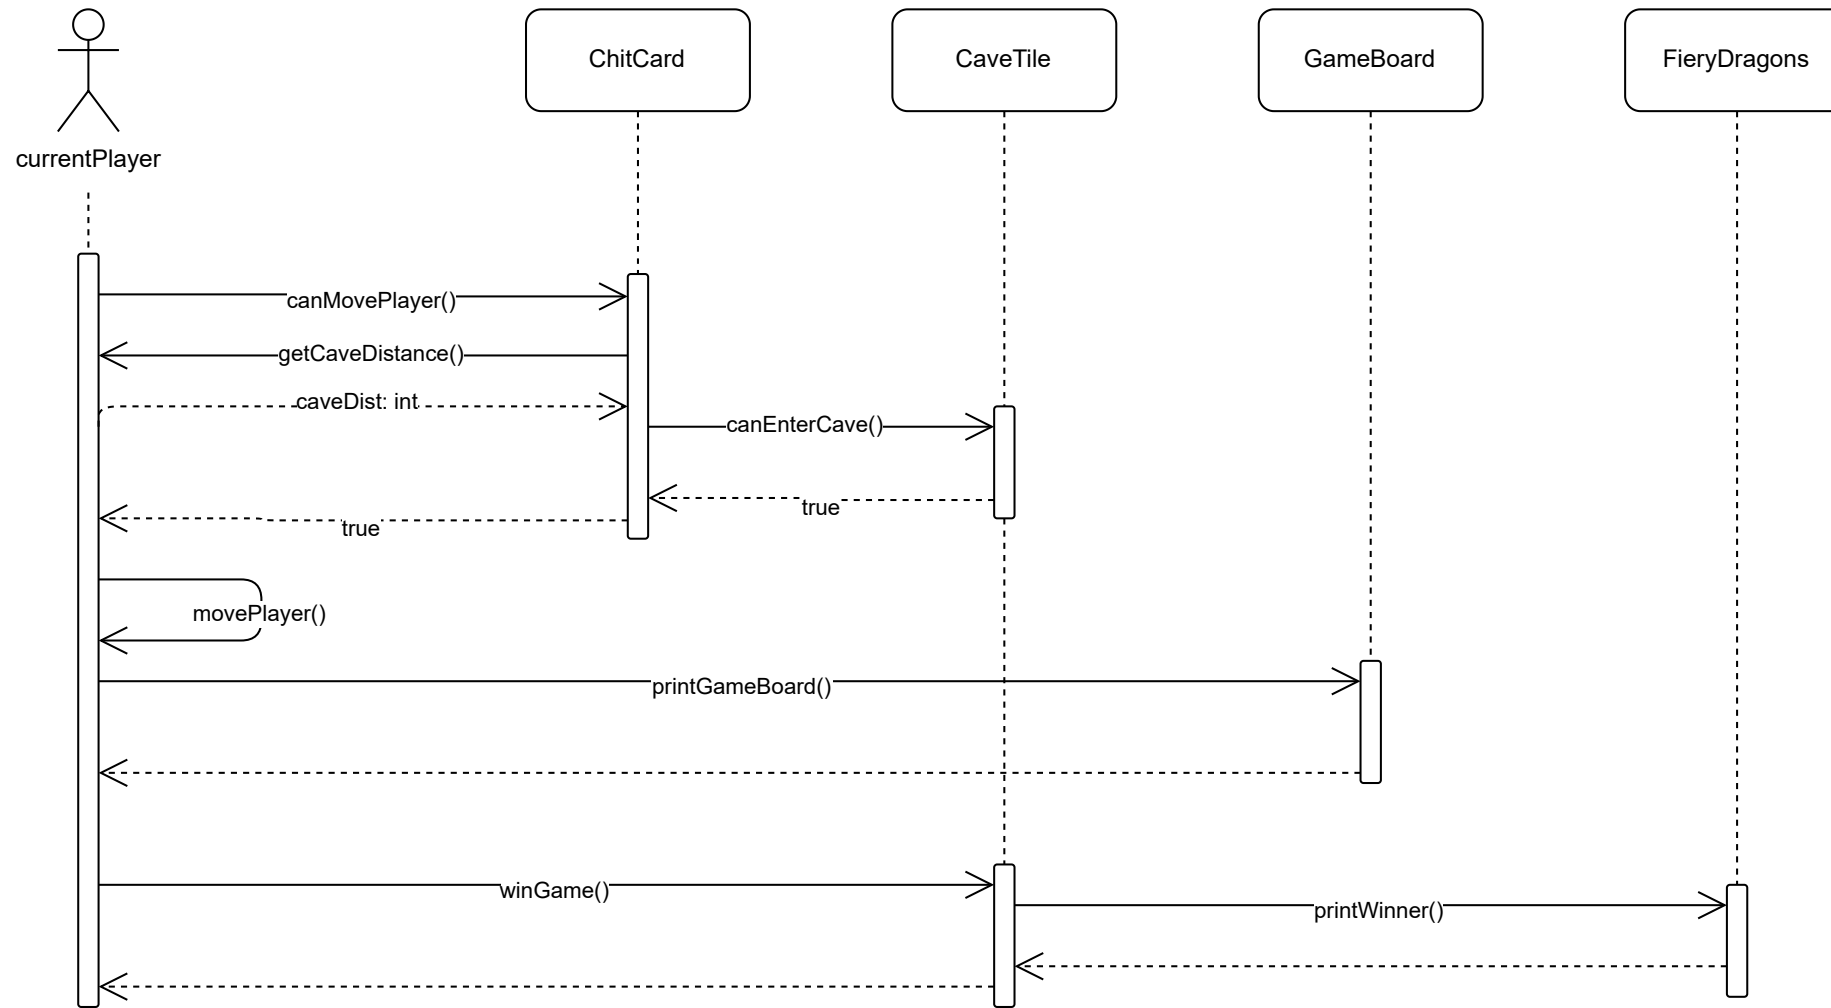 ChitCard
CaveTile
GameBoard
FieryDragons
currentPlayer
canMovePlayer()
getCaveDistance()
caveDist: int
canEnterCave()
true
true
movePlayer()
printGameBoard()
winGame()
printWinner()